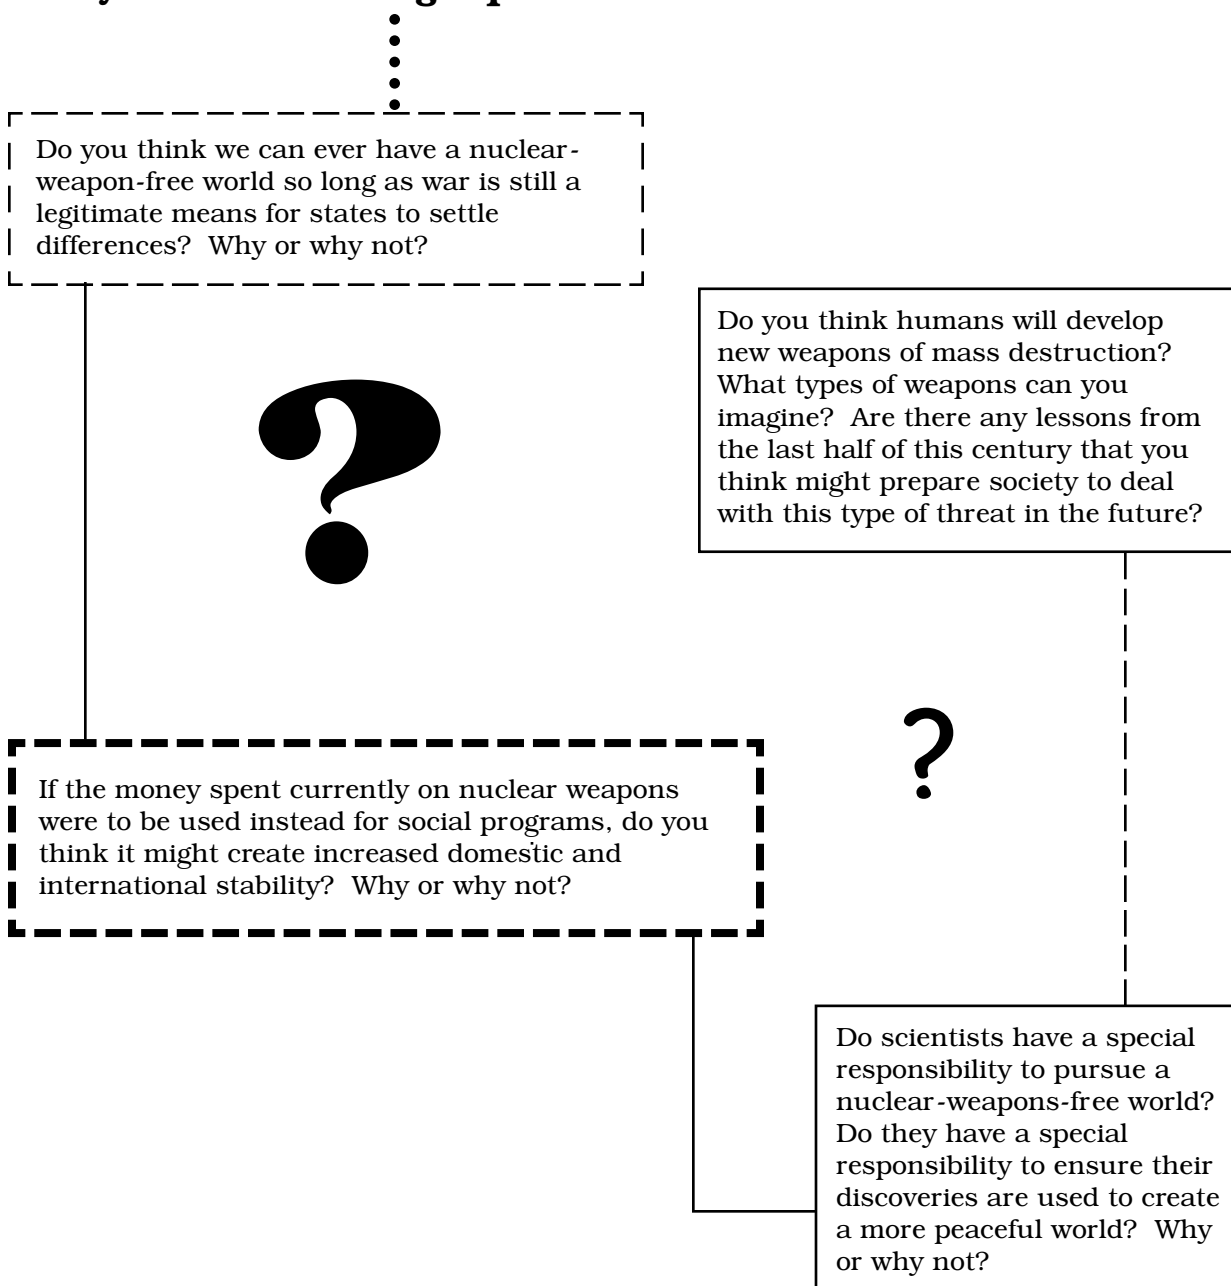 Do you think we can ever have a nuclear-
weapon-free world so long as war is still a
legitimate means for states to settle
differences?  Why or why not?
Do you think humans will develop
new weapons of mass destruction?
What types of weapons can you
imagine?  Are there any lessons from
the last half of this century that you
think might prepare society to deal
with this type of threat in the future?
?
?
If the money spent currently on nuclear weapons
were to be used instead for social programs, do you
think it might create increased domestic and
international stability?  Why or why not?
Do scientists have a special
responsibility to pursue a
nuclear-weapons-free world?
Do they have a special
responsibility to ensure their
discoveries are used to create
a more peaceful world?  Why
or why not?